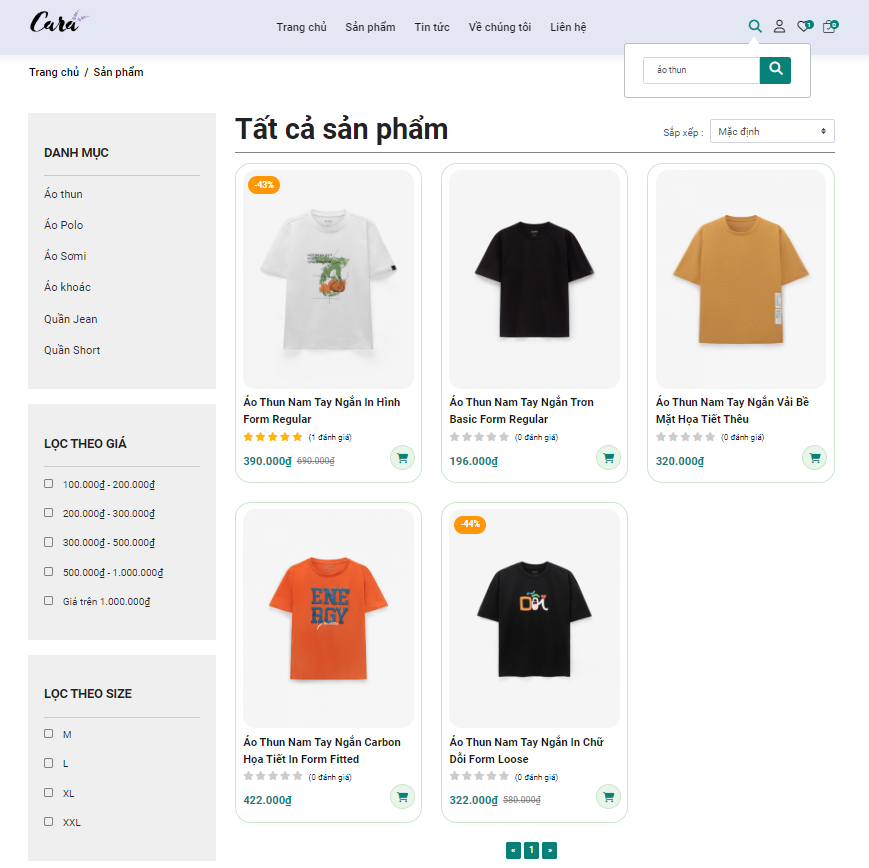 Cara
Trang chủ Sản phẩm Tin tức Về chúng tôi Liên hệ
1 0
áo thun
Trang chủ / Sản phẩm
DANH MỤC
Áo thun
Áo Polo
Áo Sơmi
Áo khoác
Quần Jean
Quần Short
LỌC THEO GIÁ
100.000₫ - 200.000₫
200.000₫ - 300.000₫
300.000₫ - 500.000₫
500.000₫ - 1.000.000₫
Giá trên 1.000.000₫
LỌC THEO SIZE
M
L
XL
XXL
Tất cả sản phẩm
Sắp xếp : Mặc định
-43%
Áo Thun Nam Tay Ngắn In Hình
Form Regular
(1 đánh giá)
390.000₫ 690.000₫
Áo Thun Nam Tay Ngắn Trơn
Basic Form Regular
(0 đánh giá)
196.000₫
Áo Thun Nam Tay Ngắn Vải Bề
Mặt Họa Tiết Thêu
(0 đánh giá)
320.000₫
ENE
RGY
Áo Thun Nam Tay Ngắn Carbon
Họa Tiết In Form Fitted
(0 đánh giá)
422.000₫
-44%
Dồi
Áo Thun Nam Tay Ngắn In Chữ
Dỗi Form Loose
(0 đánh giá)
322.000₫ 580.000₫
« 1 »